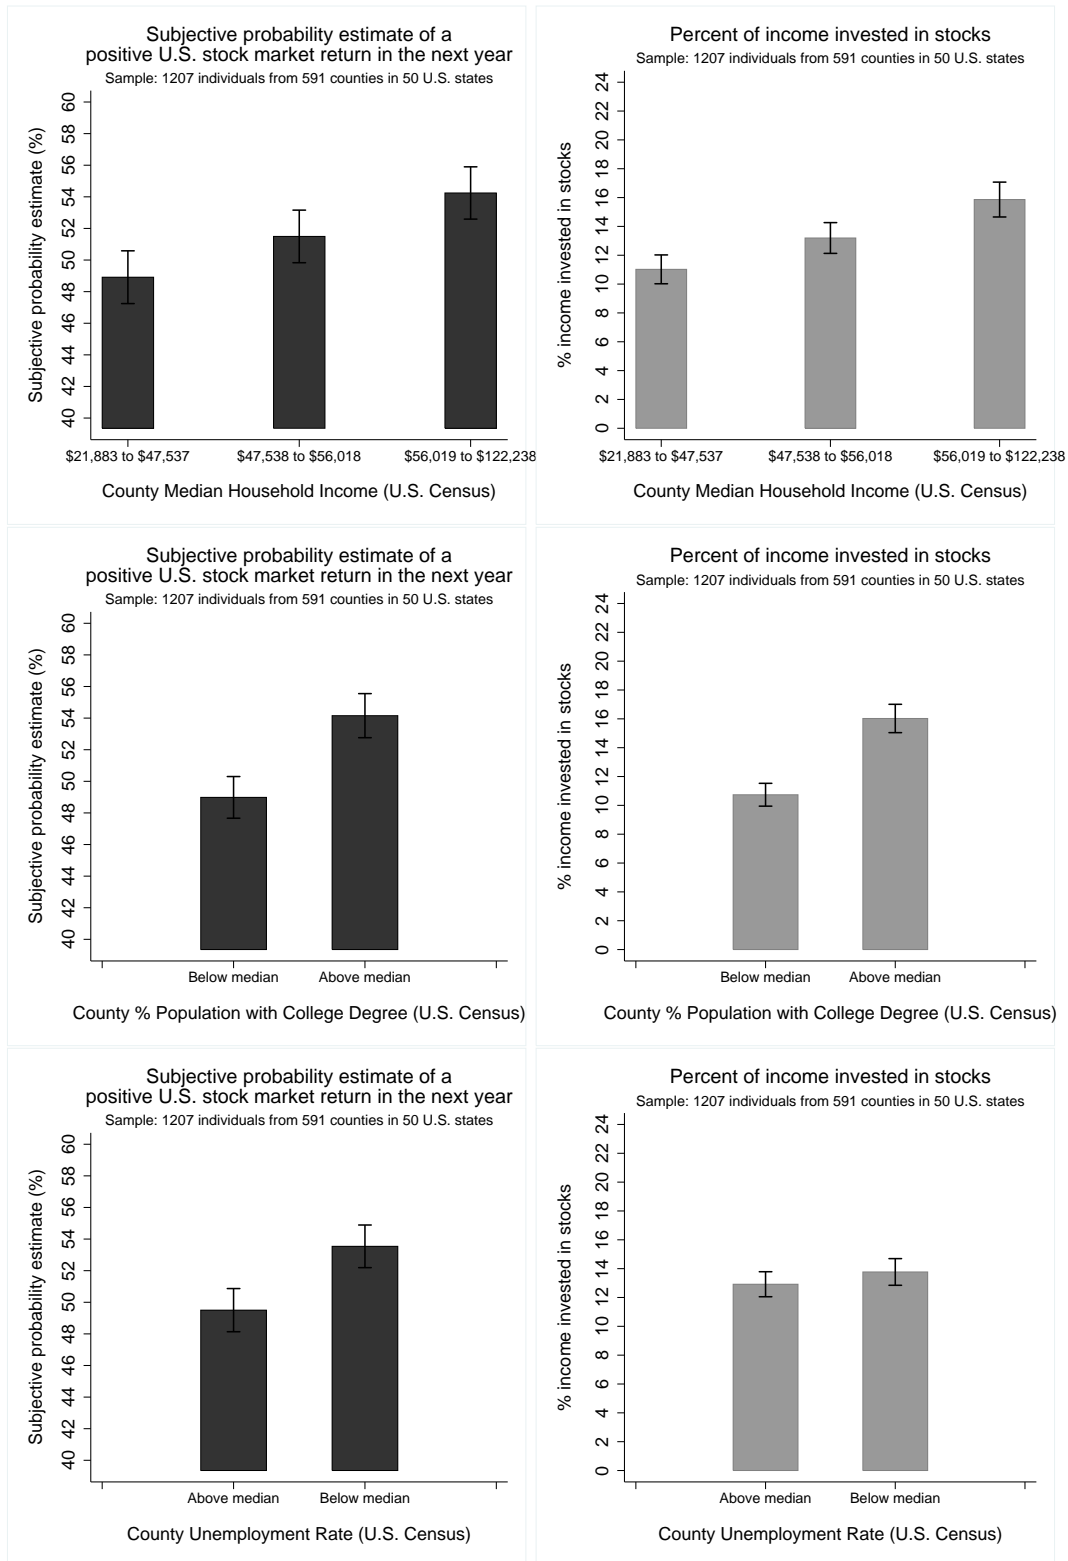 Subjective probability estimate of a
positive U.S. stock market return in the next year
Sample: 1207 individuals from 591 counties in 50 U.S. states
Subjective probability estimate (%)
60
58
56
54
52
50
48
46
44
42
40
$21,883 to $47,537
$47,538 to $56,018
$56,019 to $122,238
County Median Household Income (U.S. Census)
Percent of income invested in stocks
Sample: 1207 individuals from 591 counties in 50 U.S. states
% income invested in stocks
24
22
20
18
16
14
12
10
8
6
4
2
0
$21,883 to $47,537
$47,538 to $56,018
$56,019 to $122,238
County Median Household Income (U.S. Census)
Subjective probability estimate of a
positive U.S. stock market return in the next year
Sample: 1207 individuals from 591 counties in 50 U.S. states
Subjective probability estimate (%)
60
58
56
54
52
50
48
46
44
42
40
Below median
Above median
County % Population with College Degree (U.S. Census)
Percent of income invested in stocks
Sample: 1207 individuals from 591 counties in 50 U.S. states
% income invested in stocks
24
22
20
18
16
14
12
10
8
6
4
2
0
Below median
Above median
County % Population with College Degree (U.S. Census)
Subjective probability estimate of a
positive U.S. stock market return in the next year
Sample: 1207 individuals from 591 counties in 50 U.S. states
Subjective probability estimate (%)
60
58
56
54
52
50
48
46
44
42
40
Above median
Below median
County Unemployment Rate (U.S. Census)
Percent of income invested in stocks
Sample: 1207 individuals from 591 counties in 50 U.S. states
% income invested in stocks
24
22
20
18
16
14
12
10
8
6
4
2
0
Above median
Below median
County Unemployment Rate (U.S. Census)